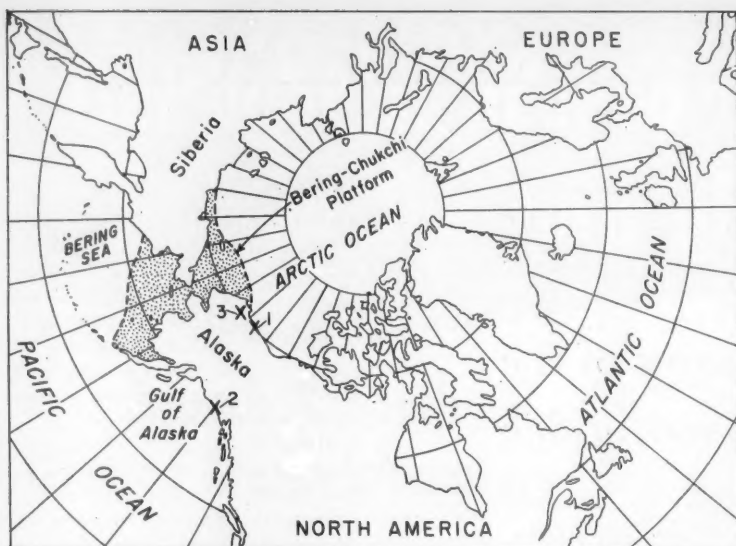 ASIA
EUROPE
Siberia
Bering-Chukchi
Platform
BERING
SEA
ARCTIC OCEAN
3
1
Alaska
PACIFIC
OCEAN
Gulf
of
Alaska
2
ATLANTIC
OCEAN
NORTH AMERICA